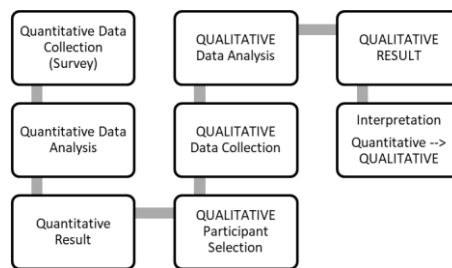 Quantitative Data
Collection
(Survey)
Quantitative Data
Analysis
Quantitative
Result
QUALITATIVE
Participant
Selection
QUALITATIVE
Data Collection
QUALITATIVE
Data Analysis
QUALITATIVE
RESULT
Interpretation
Quantitative -->
QUALITATIVE